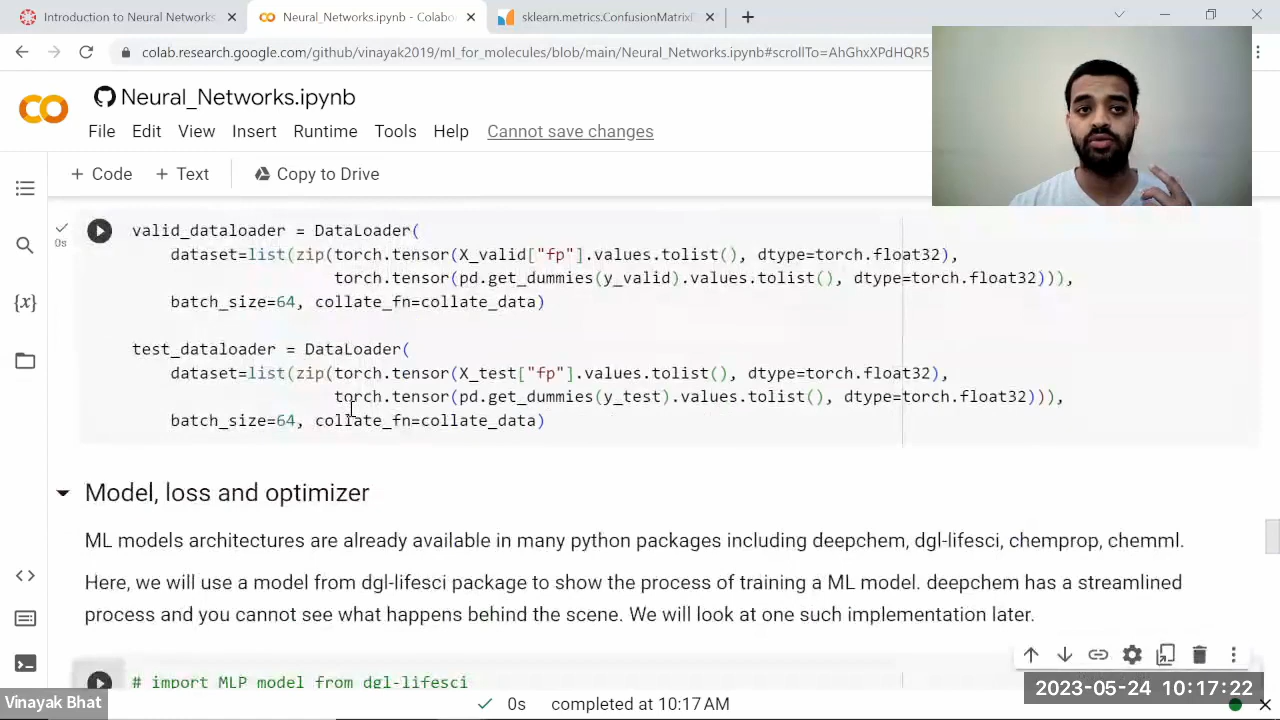 Introduction to Neural Networks
Neural_Networks.ipynb - Colabo
sklearn.metrics.ConfusionMatrixD
colab.research.google.com/github/vinayak2019/ml_for_molecules/blob/main/Neural_Networks.ipynb#scrollTo=AhGhxXPdHQR5
Neural_Networks.ipynb
File Edit View Insert Runtime Tools Help Cannot save changes
+ Code + Text Copy to Drive
0s
valid_dataloader = DataLoader(
dataset=list(zip(torch.tensor(X_valid["fp"].values.tolist(), dtype=torch.float32),
torch.tensor(pd.get_dummies(y_valid).values.tolist(), dtype=torch.float32))),
batch_size=64, collate_fn=collate_data)
test_dataloader = DataLoader(
dataset=list(zip(torch.tensor(X_test["fp"].values.tolist(), dtype=torch.float32),
torch.tensor(pd.get_dummies(y_test).values.tolist(), dtype=torch.float32))),
batch_size=64, collate_fn=collate_data)
Model, loss and optimizer
ML models architectures are already available in many python packages including deepchem, dgl-lifesci, chemprop, chemml.
Here, we will use a model from dgl-lifesci package to show the process of training a ML model. deepchem has a streamlined
process and you cannot see what happens behind the scene. We will look at one such implementation later.
# import MLP model from dgl-lifesci
2023-05-24 10:17:22
Vinayak Bhat
0s completed at 10:17 AM